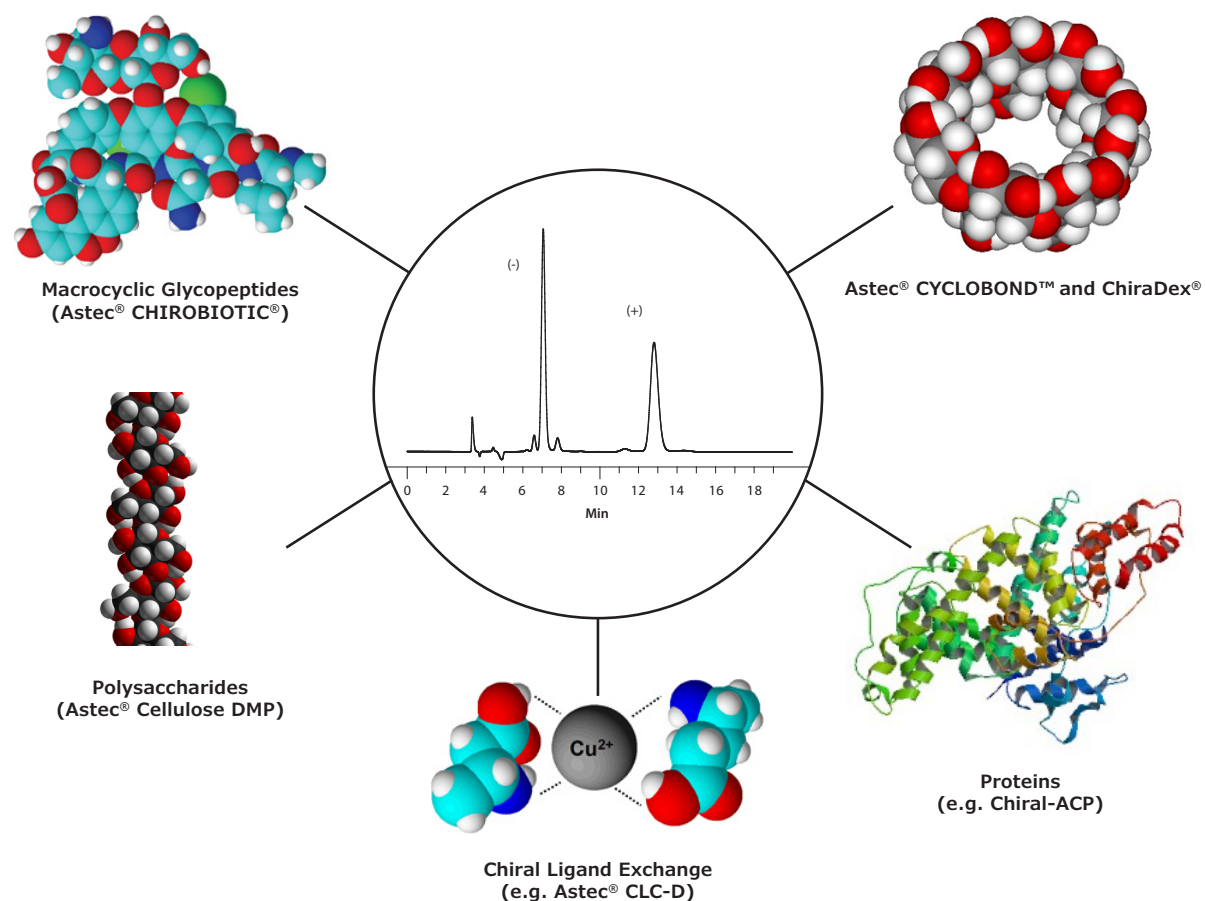 Macrocyclic Glycopeptides
(Astec® CHIROBIOTIC®)
Astec® CYCLOBOND™ and ChiraDex®
(-)
(+)
0 2 4 6 8 10 12 14 16 18
Min
Polysaccharides
(Astec® Cellulose DMP)
Cu²⁺
Proteins
(e.g. Chiral-ACP)
Chiral Ligand Exchange
(e.g. Astec® CLC-D)